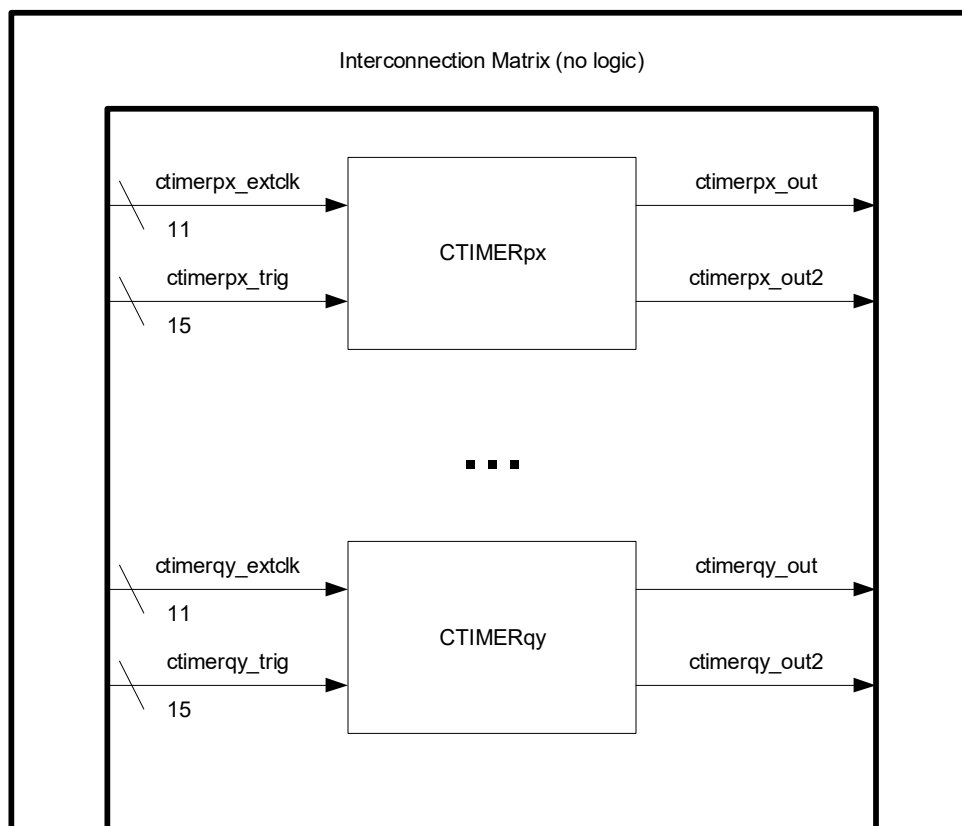 Interconnection Matrix (no logic)
ctimerpx_extclk
ctimerpx_out
11
CTIMERpx
ctimerpx_trig
ctimerpx_out2
15
ctimerqy_extclk
ctimerqy_out
11
CTIMERqy
ctimerqy_trig
ctimerqy_out2
15